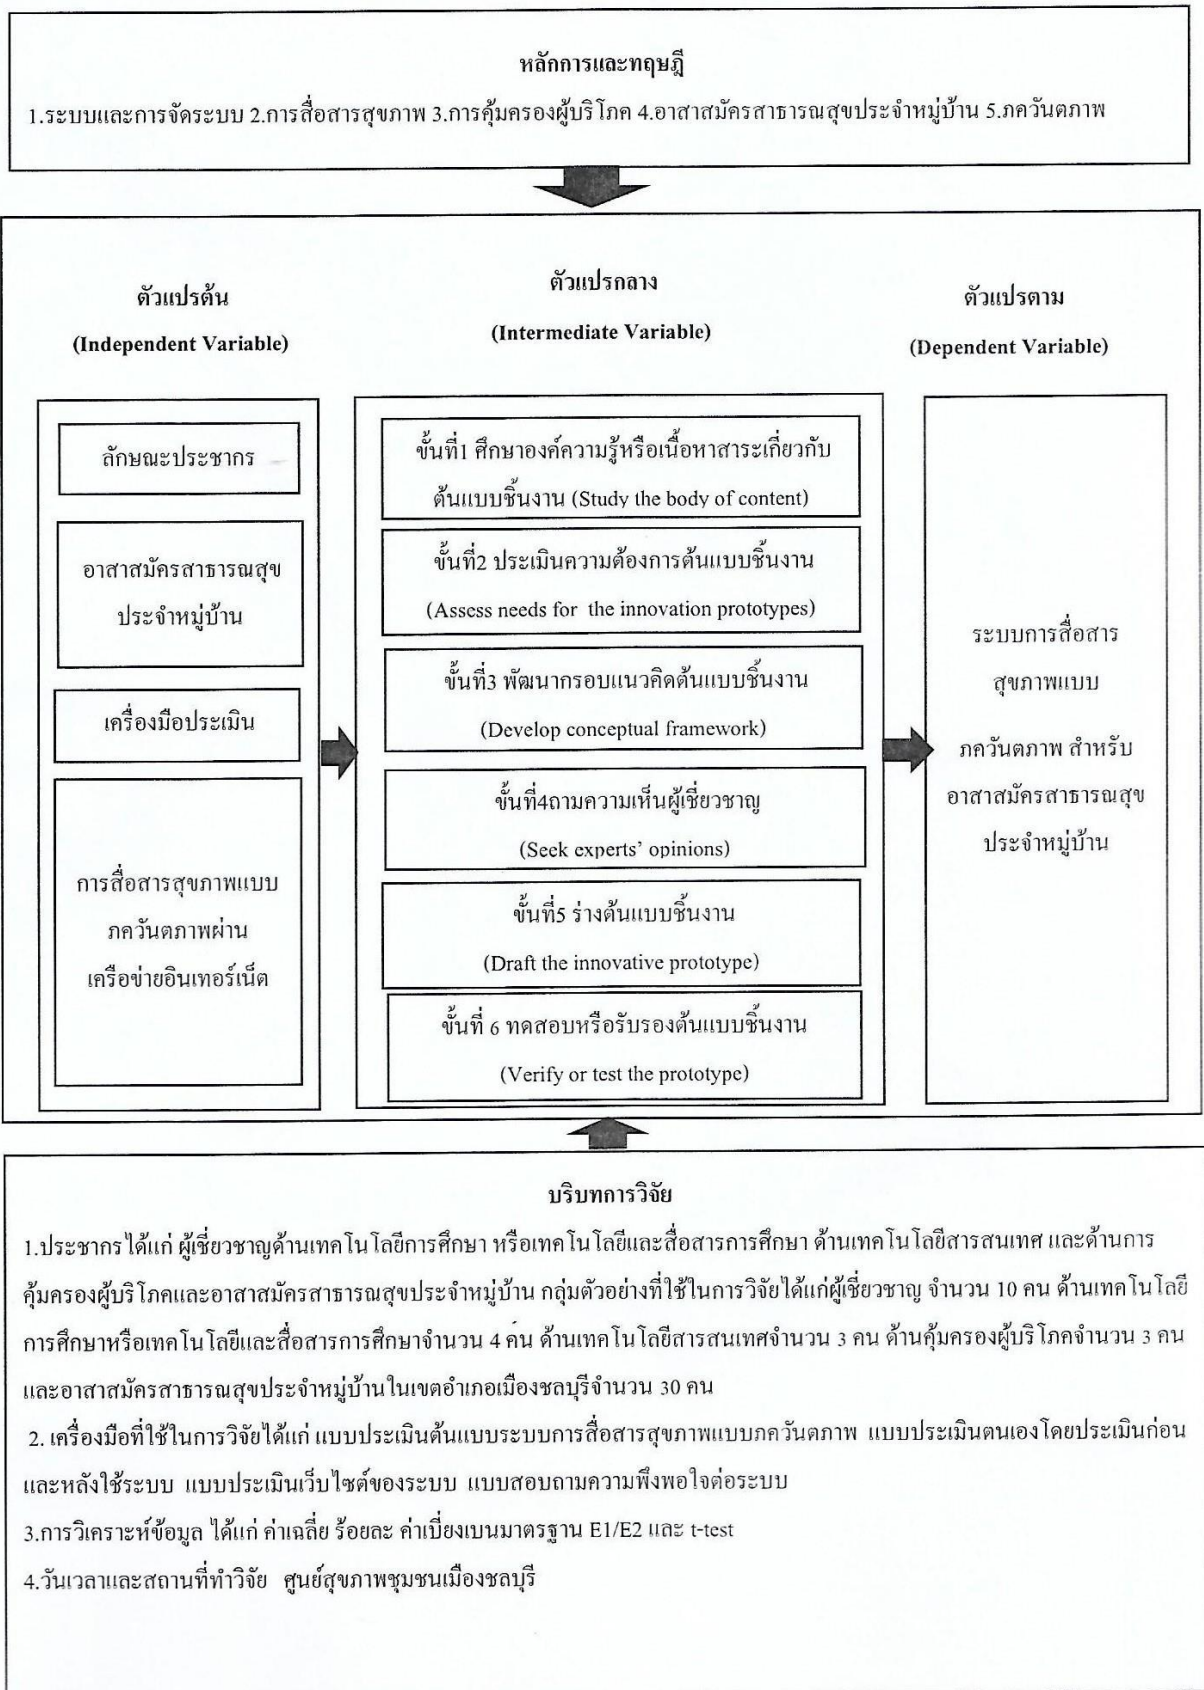 หลักการและทฤษฎี
1.ระบบและการจัดระบบ 2.การสื่อสารสุขภาพ 3.การคุ้มครองผู้บริโภค 4.อาสาสมัครสาธารณสุขประจำหมู่บ้าน 5.ภควันตภาพ
ตัวแปรต้น
(Independent Variable)
ตัวแปรกลาง
(Intermediate Variable)
ตัวแปรตาม
(Dependent Variable)
ลักษณะประชากร
อาสาสมัครสาธารณสุข
ประจำหมู่บ้าน
เครื่องมือประเมิน
การสื่อสารสุขภาพแบบ
ภควันตภาพผ่าน
เครือข่ายอินเทอร์เน็ต
ขั้นที่1 ศึกษาองค์ความรู้หรือเนื้อหาสาระเกี่ยวกับ
ต้นแบบชิ้นงาน (Study the body of content)
ขั้นที่2 ประเมินความต้องการต้นแบบชิ้นงาน
(Assess needs for the innovation prototypes)
ขั้นที่3 พัฒนากรอบแนวคิดต้นแบบชิ้นงาน
(Develop conceptual framework)
ขั้นที่4ถามความเห็นผู้เชี่ยวชาญ
(Seek experts' opinions)
ขั้นที่5 ร่างต้นแบบชิ้นงาน
(Draft the innovative prototype)
ขั้นที่ 6 ทดสอบหรือรับรองต้นแบบชิ้นงาน
(Verify or test the prototype)
ระบบการสื่อสาร
สุขภาพแบบ
ภควันตภาพ สำหรับ
อาสาสมัครสาธารณสุข
ประจำหมู่บ้าน
บริบทการวิจัย
1.ประชากร ได้แก่ ผู้เชี่ยวชาญด้านเทคโนโลยีการศึกษา หรือเทคโนโลยีและสื่อสารการศึกษา ด้านเทคโนโลยีสารสนเทศ และด้านการ
คุ้มครองผู้บริโภคและอาสาสมัครสาธารณสุขประจำหมู่บ้าน กลุ่มตัวอย่างที่ใช้ในการวิจัยได้แก่ผู้เชี่ยวชาญ จำนวน 10 คน ด้านเทคโนโลยี
การศึกษาหรือเทคโนโลยีและสื่อสารการศึกษาจำนวน 4 คน ด้านเทคโนโลยีสารสนเทศจำนวน 3 คน ด้านคุ้มครองผู้บริโภคจำนวน 3 คน
และอาสาสมัครสาธารณสุขประจำหมู่บ้านในเขตอำเภอเมืองชลบุรีจำนวน 30 คน
2. เครื่องมือที่ใช้ในการวิจัยได้แก่ แบบประเมินต้นแบบระบบการสื่อสารสุขภาพแบบภควันตภาพ แบบประเมินตนเองโดยประเมินก่อน
และหลังใช้ระบบ แบบประเมินเว็บไซต์ของระบบ แบบสอบถามความพึงพอใจต่อระบบ
3.การวิเคราะห์ข้อมูล ได้แก่ ค่าเฉลี่ย ร้อยละ ค่าเบี่ยงเบนมาตรฐาน E1/E2 และ t-test
4.วันเวลาและสถานที่ทำวิจัย ศูนย์สุขภาพชุมชนเมืองชลบุรี